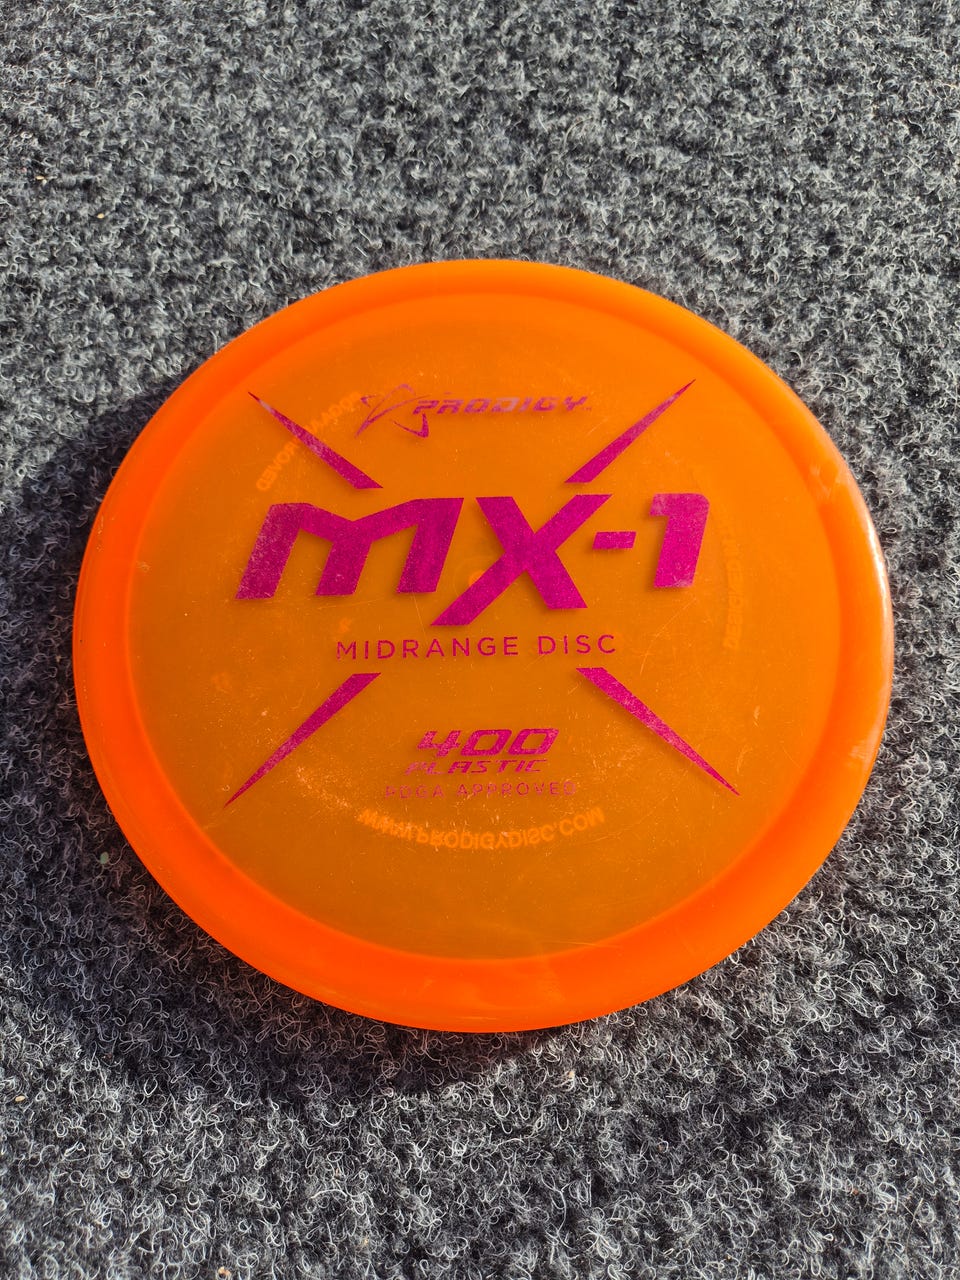 PRODIGY
MX-1
MIDRANGE DISC
400
PLASTIC
PDGA APPROVED
WWW.PRODIGYDISC.COM